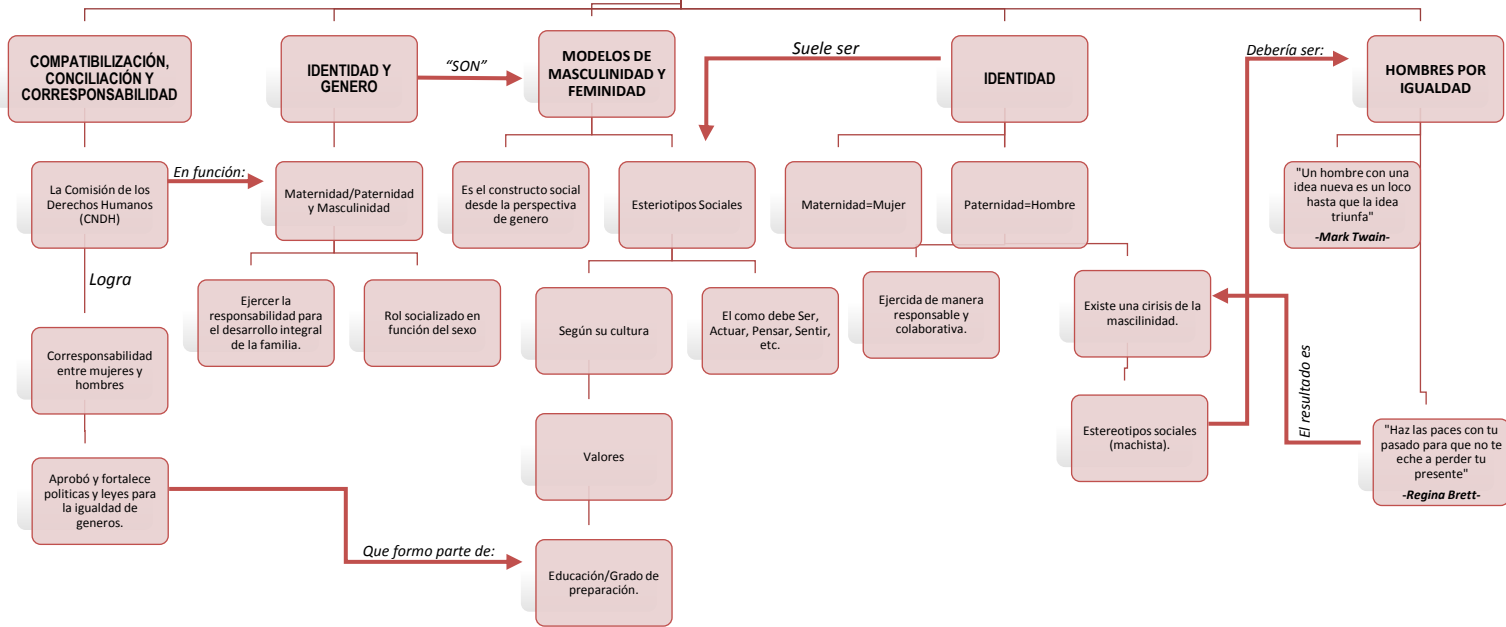 COMPATIBILIZACIÓN,
CONCILIACIÓN Y
CORRESPONSABILIDAD
IDENTIDAD Y
GENERO
“SON”
MODELOS DE
MASCULINIDAD Y
FEMINIDAD
Suele ser
IDENTIDAD
Debería ser:
HOMBRES POR
IGUALDAD
La Comisión de los
Derechos Humanos
(CNDH)
En función:
Maternidad/Paternidad
y Masculinidad
Es el constructo social
desde la perspectiva
de genero
Esteriotipos Sociales
Maternidad=Mujer
Paternidad=Hombre
"Un hombre con una
idea nueva es un loco
hasta que la idea
triunfa"
-Mark Twain-
Logra
Ejercer la
responsabilidad para
el desarrollo integral
de la familia.
Rol socializado en
función del sexo
Según su cultura
El como debe Ser,
Actuar, Pensar, Sentir,
etc.
Ejercida de manera
responsable y
colaborativa.
Existe una cirisis de la
mascilinidad.
Corresponsabilidad
entre mujeres y
hombres
El resultado es
Valores
Estereotipos sociales
(machista).
"Haz las paces con tu
pasado para que no te
eche a perder tu
presente"
-Regina Brett-
Aprobó y fortalece
politicas y leyes para
la igualdad de
generos.
Que formo parte de:
Educación/Grado de
preparación.